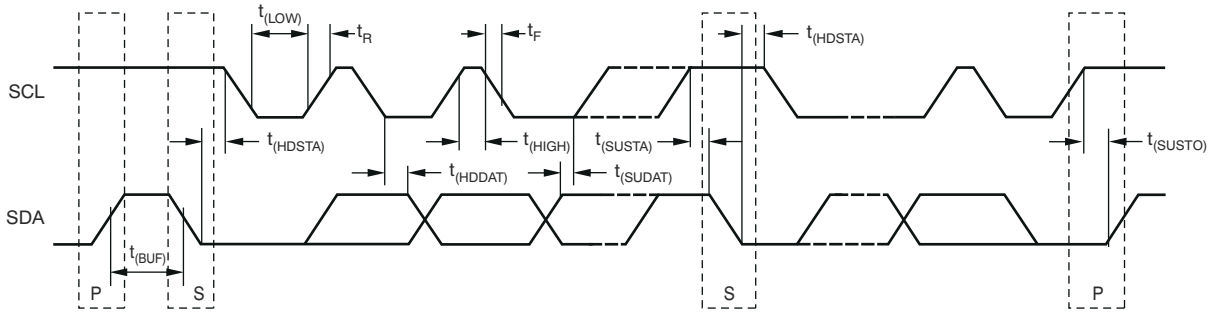 t(LOW)
tR
tF
t(HDSTA)
SCL
t(HDSTA)
t(HIGH)
t(SUSTA)
t(SUSTO)
t(HDDAT)
t(SUDAT)
SDA
t(BUF)
P
S
S
P